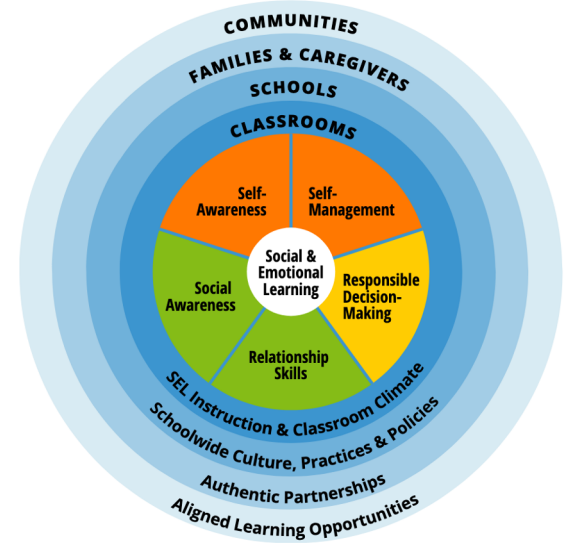 COMMUNITIES
FAMILIES & CAREGIVERS
SCHOOLS
CLASSROOMS
Self-
Awareness
Self-
Management
Social &
Emotional
Learning
Social
Awareness
Responsible
Decision-
Making
Relationship
Skills
SEL Instruction & Classroom Climate
Schoolwide Culture, Practices & Policies
Authentic Partnerships
Aligned Learning Opportunities